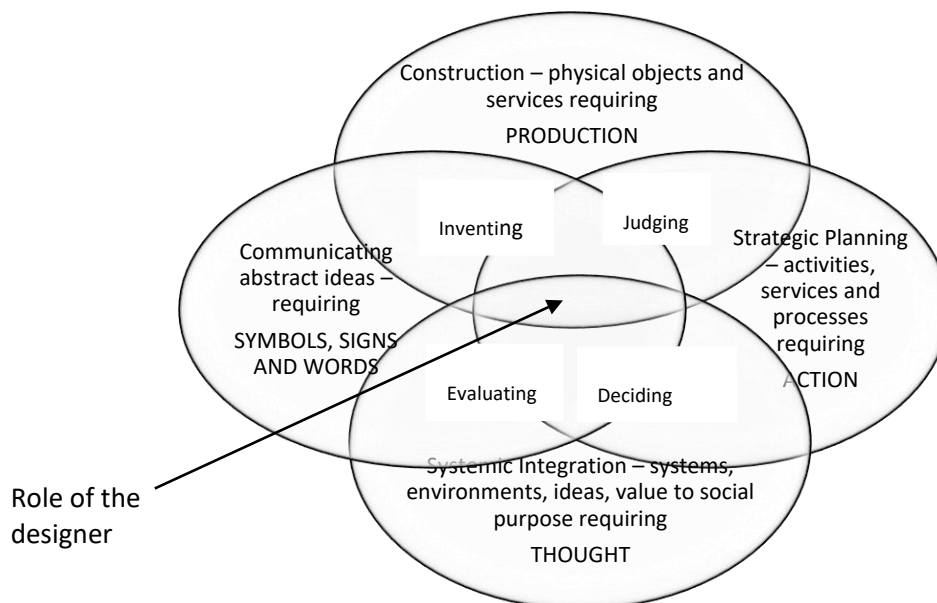 Construction – physical objects and
services requiring
PRODUCTION
Inventing
Judging
Communicating
abstract ideas –
requiring
SYMBOLS, SIGNS
AND WORDS
Strategic Planning
– activities,
services and
processes
requiring
ACTION
Evaluating
Deciding
Systemic Integration – systems,
environments, ideas, value to social
purpose requiring
THOUGHT
Role of the
designer